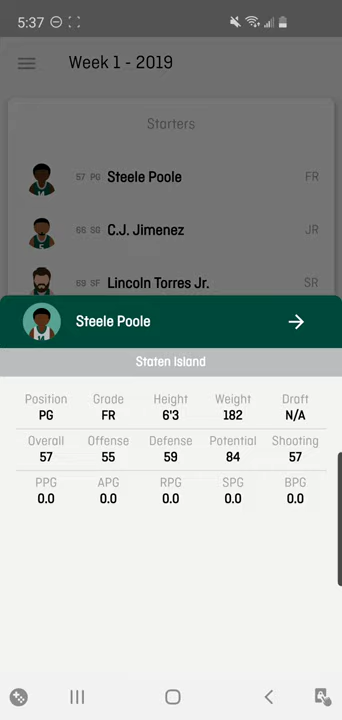 5:37
Week 1 - 2019
Starters
57 PG Steele Poole FR
66 SG C.J. Jimenez JR
69 SF Lincoln Torres Jr. SR
Steele Poole
Staten Island
Position Grade Height Weight Draft
PG FR 6'3 182 N/A
Overall Offense Defense Potential Shooting
57 55 59 84 57
PPG APG RPG SPG BPG
0.0 0.0 0.0 0.0 0.0